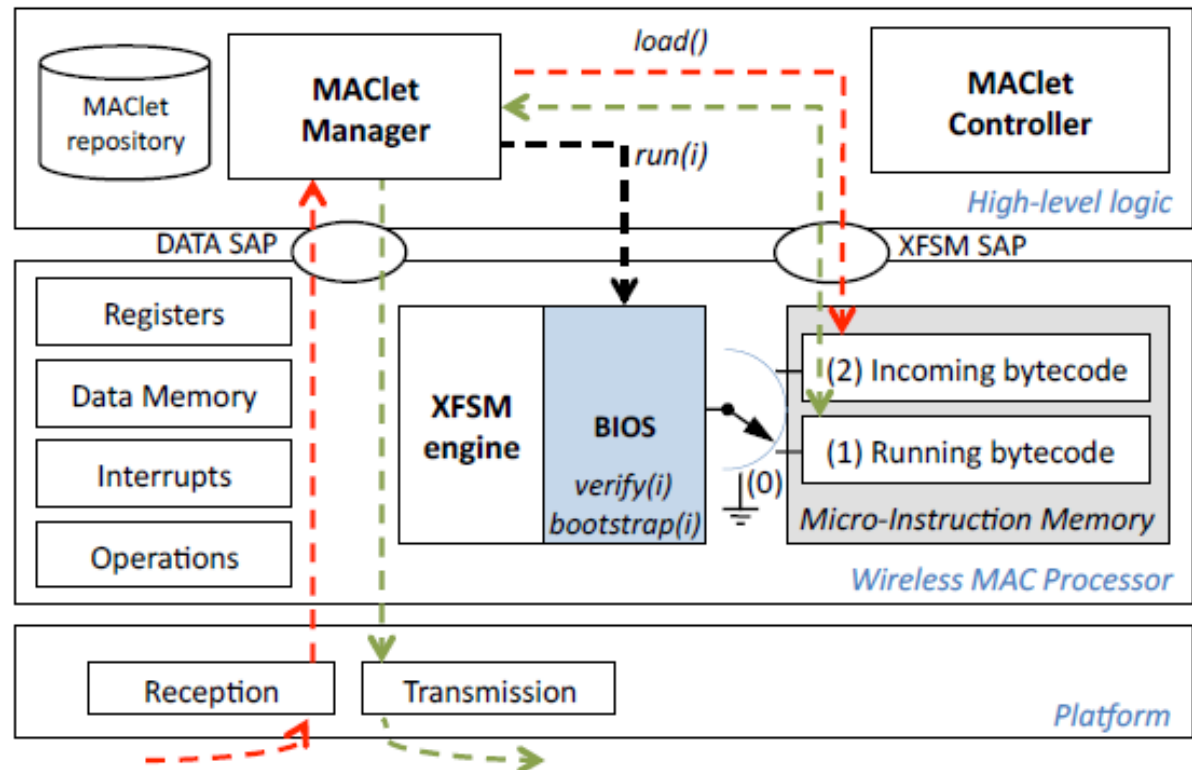 MAClet
repository
MAClet
Manager
load()
run(i)
MAClet
Controller
High-level logic
DATA SAP
XFSM SAP
Registers
Data Memory
Interrupts
Operations
XFSM
engine
BIOS
verify(i)
bootstrap(i)
(0)
(2) Incoming bytecode
(1) Running bytecode
Micro-Instruction Memory
Wireless MAC Processor
Reception
Transmission
Platform